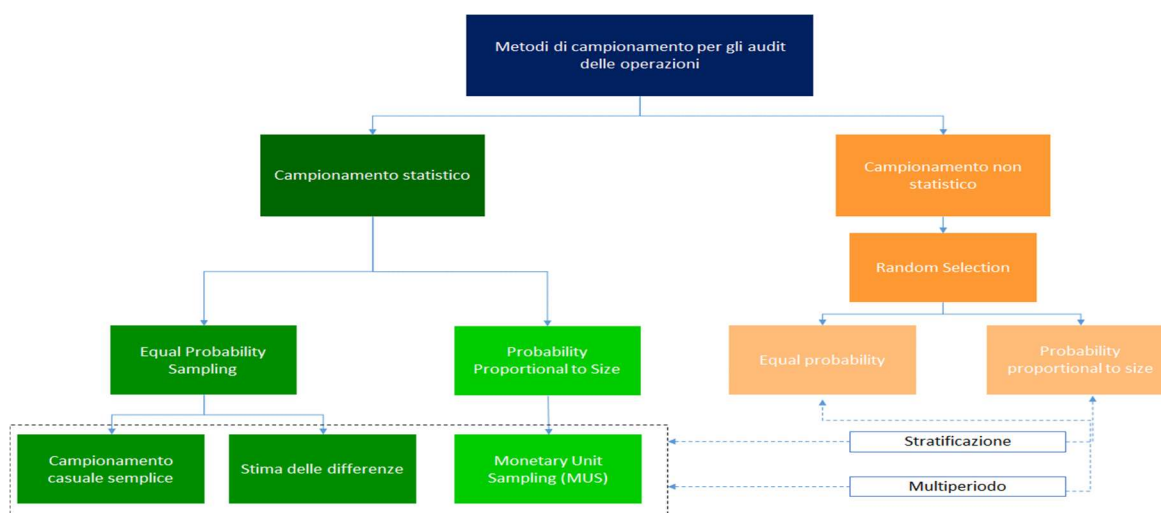 Metodi di campionamento per gli audit
delle operazioni
Campionamento statistico
Campionamento non
statistico
Random Selection
Equal Probability
Sampling
Probability
Proportional to Size
Equal probability
Probability
proportional to size
Campionamento
casuale semplice
Stima delle differenze
Monetary Unit
Sampling (MUS)
Stratificazione
Multiperiodo